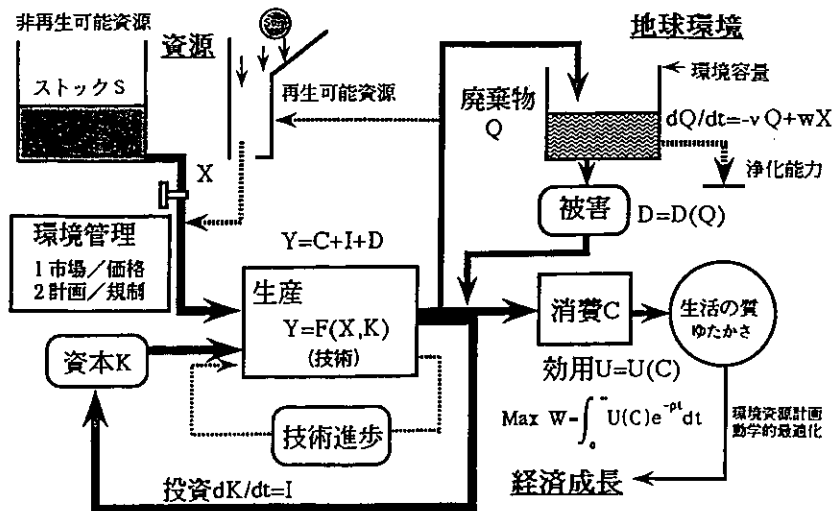 非再生可能資源
資源
ストックS
再生可能資源
X
環境管理
1 市場／価格
2 計画／規制
地球環境
環境容量
廃棄物
Q
dQ/dt=-vQ+wX
浄化能力
被害
D=D(Q)
Y=C+I+D
生産
Y=F(X,K)
(技術)
資本K
技術進歩
投資dK/dt=I
消費C
生活の質
ゆたかさ
効用U=U(C)
Max W=∫₀^∞ U(C)e^-ρt dt
環境資源計画
動学的最適化
経済成長